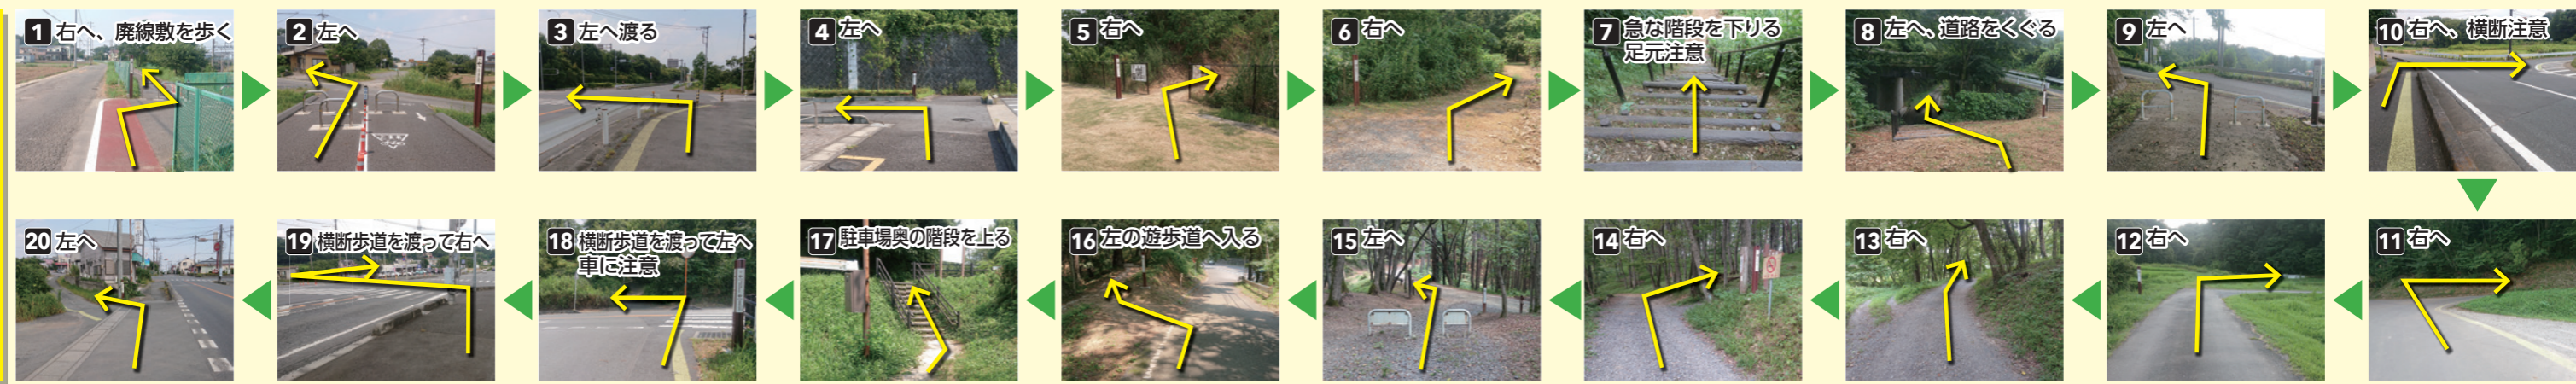 1 右へ、廃線敷を歩く
2 左へ
3 左へ渡る
4 左へ
5 右へ
6 右へ
7 急な階段を下りる
足元注意
8 左へ、道路をくぐる
9 左へ
10 右へ、横断注意
11 右へ
12 右へ
13 右へ
14 右へ
15 左へ
16 左の遊歩道へ入る
17 駐車場奥の階段を上る
18 横断歩道を渡って左へ
車に注意
19 横断歩道を渡って右へ
20 左へ